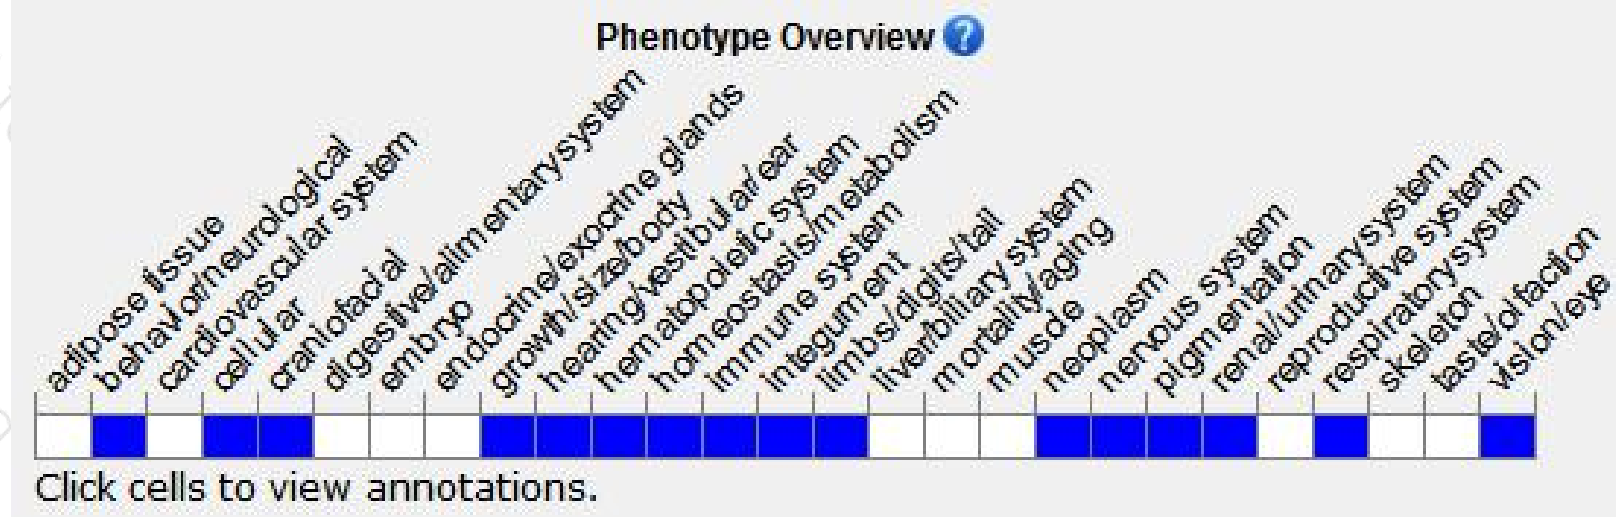 Phenotype Overview ?
adipose tissue
behavior/neurological
cardiovascular system
cellular
craniofacial
digestive/alimentary system
embryo
endocrine/exocrine glands
growth/size/body
hearing/vestibular/ear
hematopoietic system
homeostasis/metabolism
immune system
integument
limbs/digits/tail
liver/biliary system
mortality/aging
muscle
neoplasm
nervous system
pigmentation
renal/urinary system
reproductive system
respiratory system
skeleton
taste/olfaction
vision/eye
Click cells to view annotations.